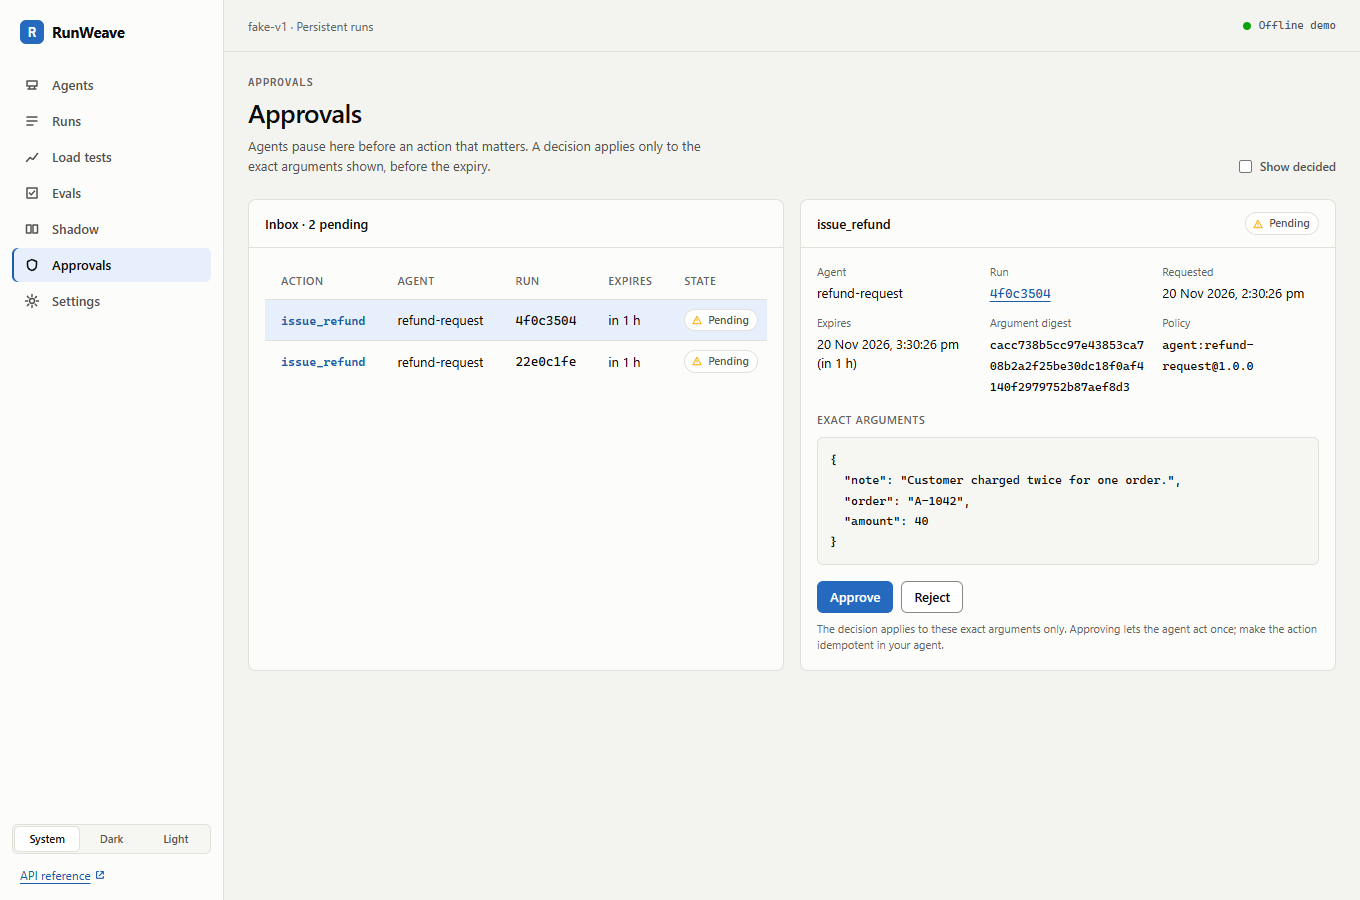 R RunWeave
Agents
Runs
Load tests
Evals
Shadow
Approvals
Settings
System Dark Light
API reference
fake-v1 · Persistent runs
Offline demo
APPROVALS
Approvals
Agents pause here before an action that matters. A decision applies only to the
exact arguments shown, before the expiry.
Show decided
Inbox · 2 pending
ACTION AGENT RUN EXPIRES STATE
issue_refund refund-request 4f0c3504 in 1 h Pending
issue_refund refund-request 22e0c1fe in 1 h Pending
issue_refund Pending
Agent Run Requested
refund-request 4f0c3504 20 Nov 2026, 2:30:26 pm
Expires Argument digest Policy
20 Nov 2026, 3:30:26 pm cacc738b5cc97e43853ca7 agent:refund-
(in 1 h) 08b2a2f25be30dc18f0af4 request@1.0.0
140f2979752b87aef8d3
EXACT ARGUMENTS
{
"note": "Customer charged twice for one order.",
"order": "A-1042",
"amount": 40
}
Approve Reject
The decision applies to these exact arguments only. Approving lets the agent act once; make the action
idempotent in your agent.